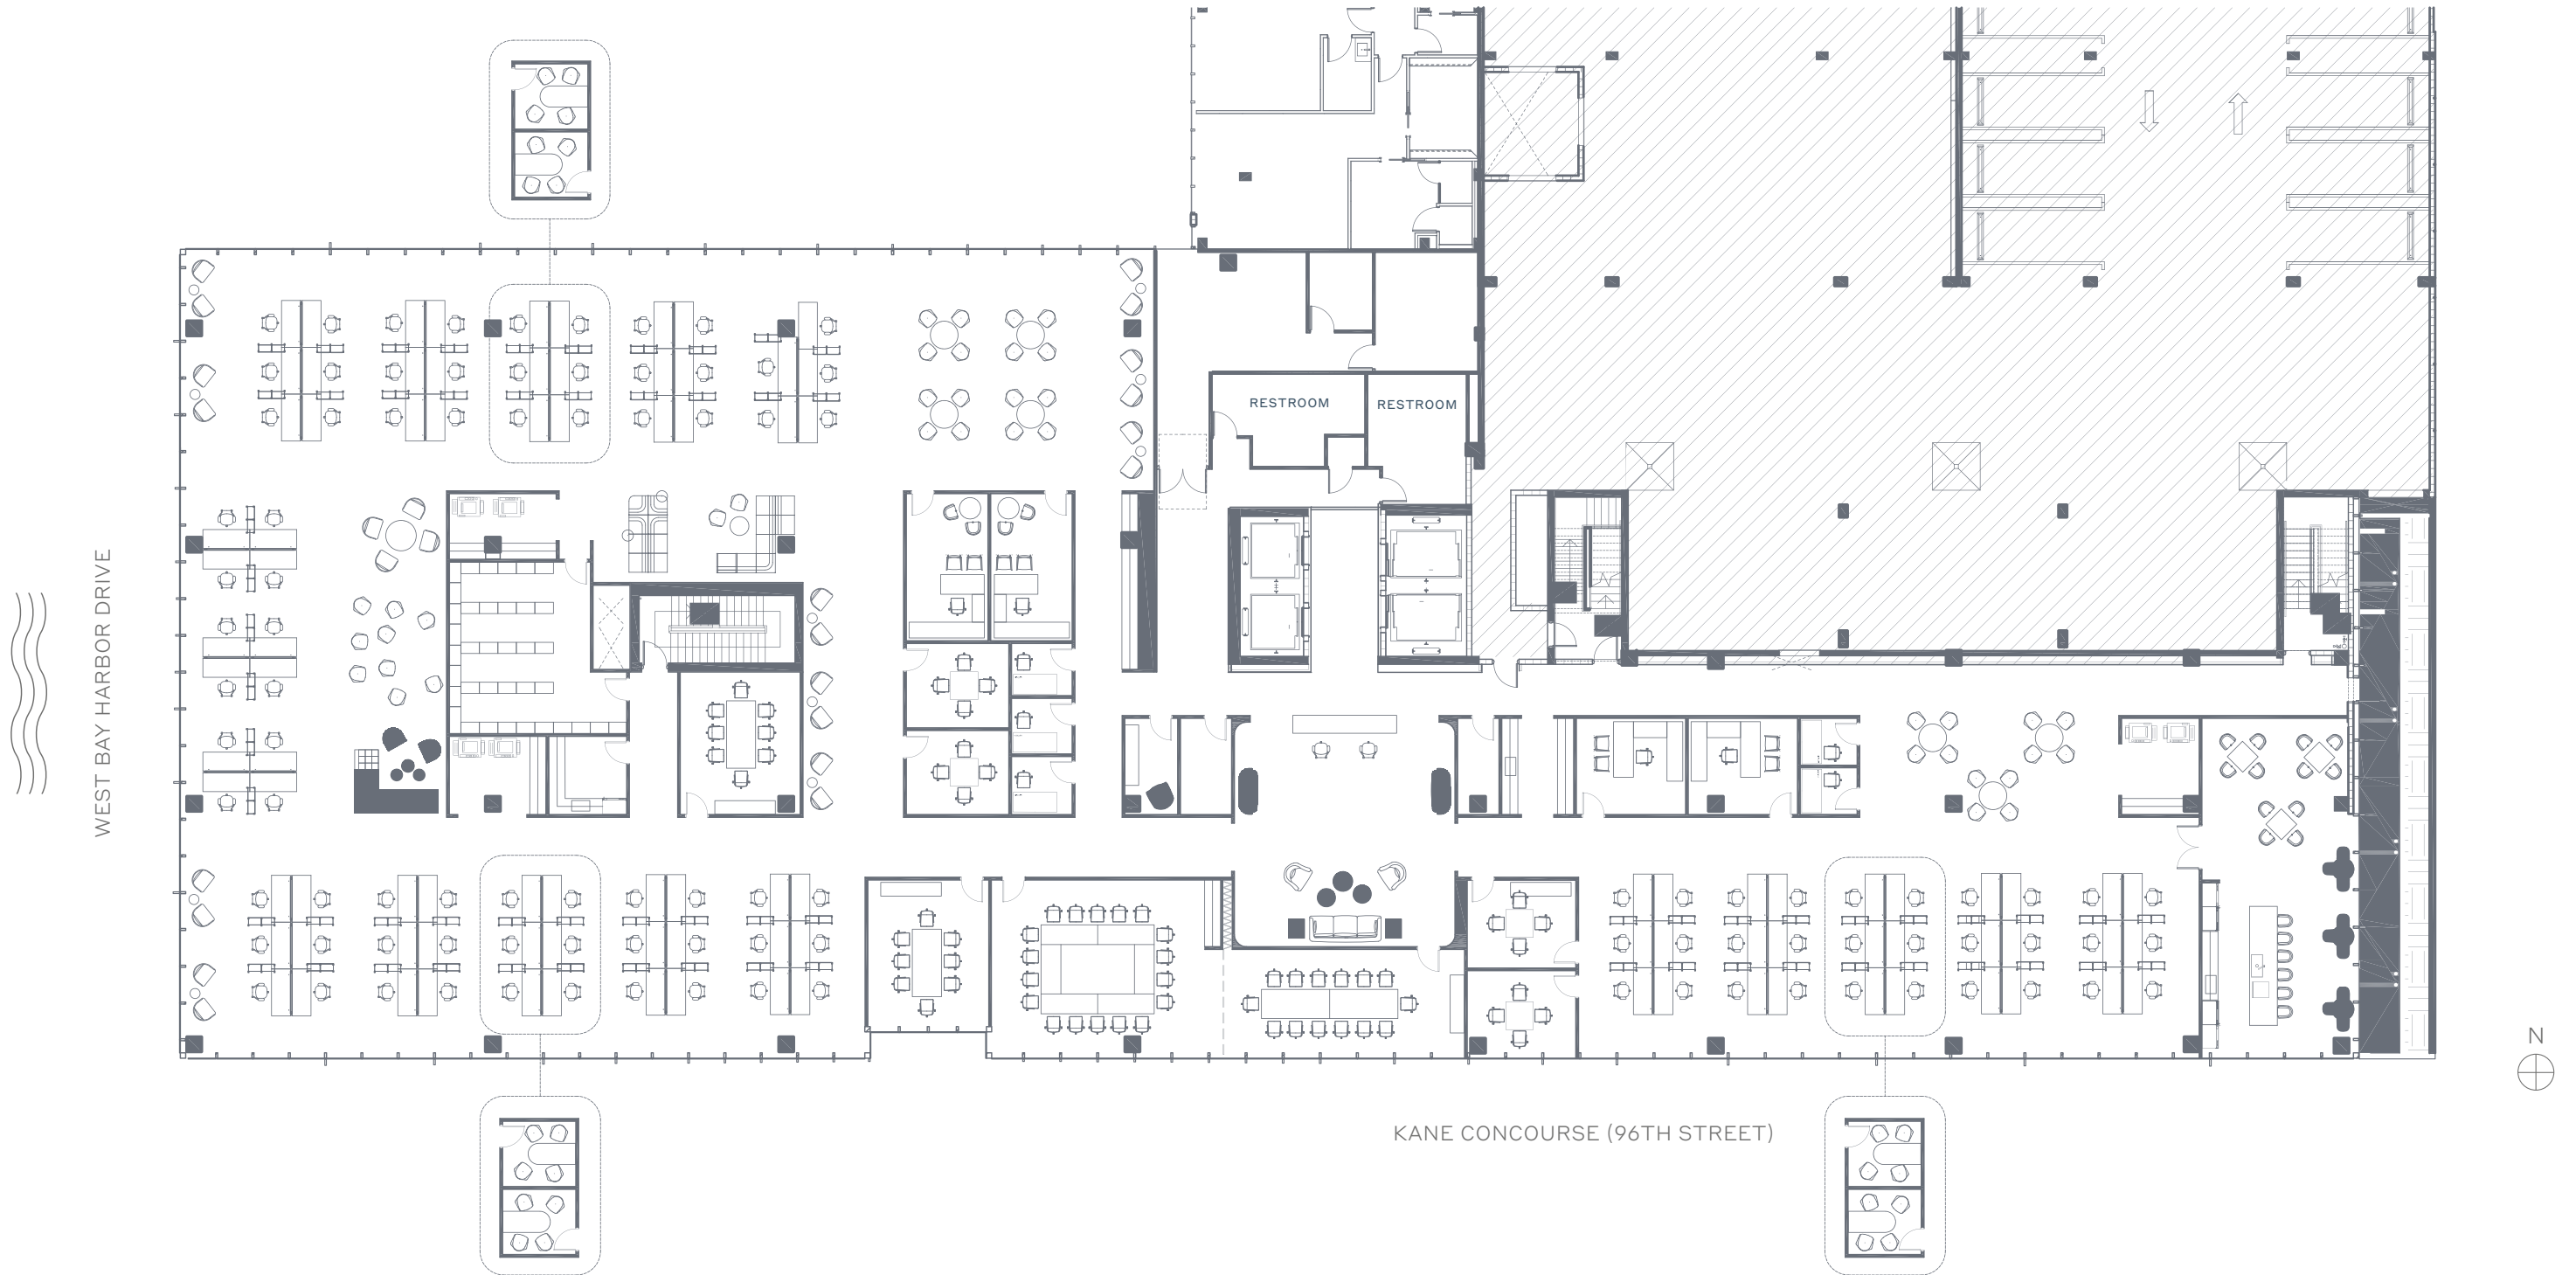 RESTROOM
RESTROOM
WEST BAY HARBOR DRIVE
N
KANE CONCOURSE (96TH STREET)